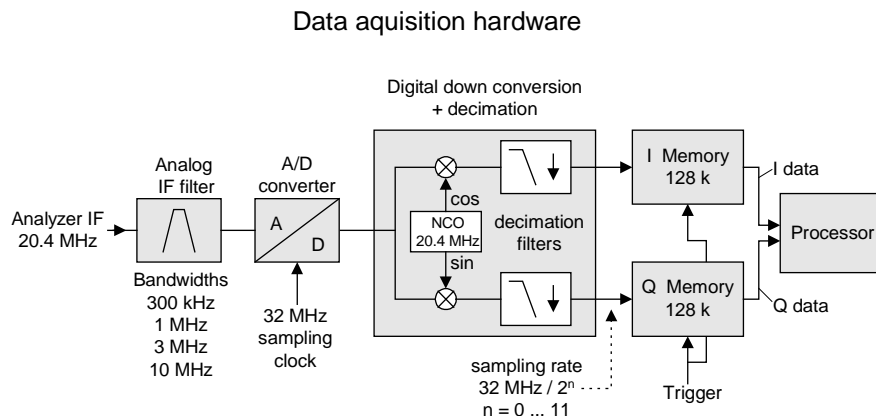 Data aquisition hardware
Digital down conversion
+ decimation
Analog
IF filter
A/D
converter
Analyzer IF
20.4 MHz
A
D
Bandwidths
300 kHz
1 MHz
3 MHz
10 MHz
32 MHz
sampling
clock
cos
NCO
20.4 MHz
sin
decimation
filters
I Memory
128 k
I data
Processor
Q Memory
128 k
Q data
sampling rate
32 MHz / 2ⁿ
n = 0 ... 11
Trigger